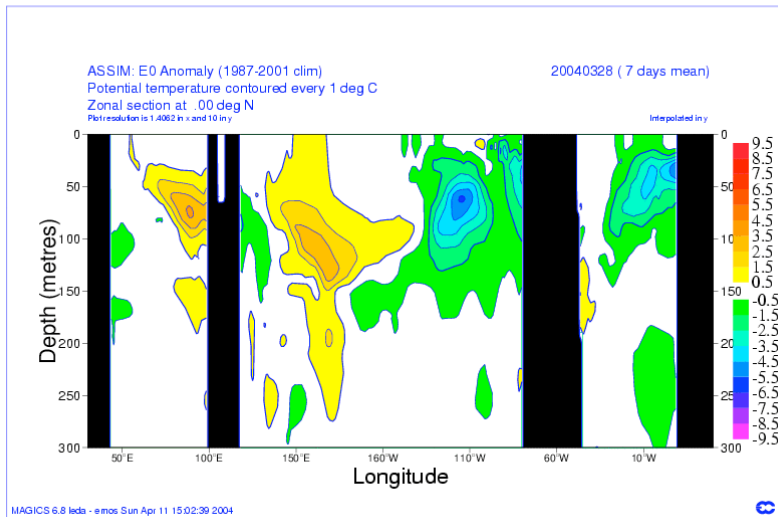 ASSIM: E0 Anomaly (1987-2001 clim)
20040328 ( 7 days mean)
Potential temperature contoured every 1 deg C
Zonal section at .00 deg N
Plot resolution is 1.4062 in x and 10 in y
Interpolated in y
0
50
100
150
200
250
300
Depth (metres)
0
50
100
150
200
250
300
9.5
8.5
7.5
6.5
5.5
4.5
3.5
2.5
1.5
0.5
-0.5
-1.5
-2.5
-3.5
-4.5
-5.5
-6.5
-7.5
-8.5
-9.5
50°E
100°E
150°E
160°W
110°W
60°W
10°W
Longitude
MAGICS 6.8 leda - emos Sun Apr 11 15:02:39 2004